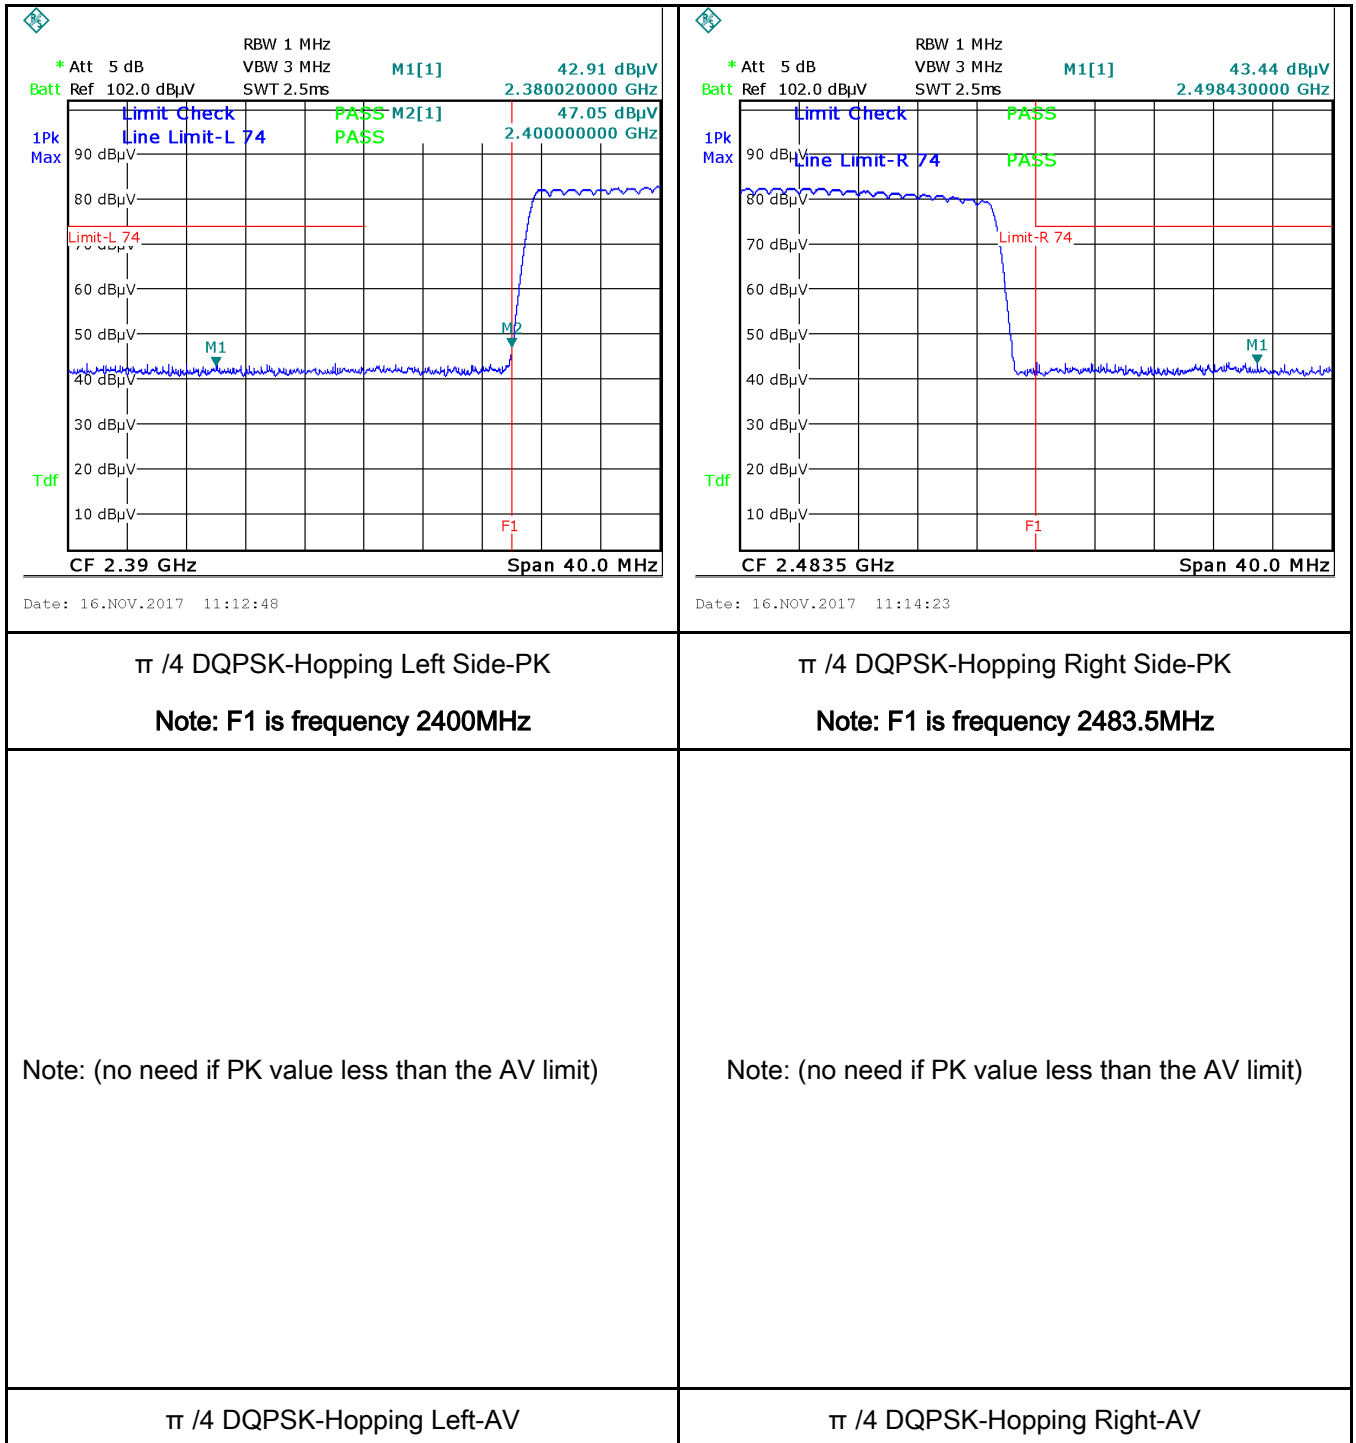 RBW 1 MHz
* Att 5 dB VBW 3 MHz M1[1] 42.91 dBµV
Batt Ref 102.0 dBµV SWT 2.5ms 2.380020000 GHz
Limit Check PASS M2[1] 47.05 dBµV
1Pk Line Limit-L 74 PASS 2.400000000 GHz
Max 90 dBµV
80 dBµV
Limit-L 74
70 dBµV
60 dBµV
50 dBµV
M1 M2
40 dBµV
30 dBµV
20 dBµV
Tdf
10 dBµV
F1
CF 2.39 GHz Span 40.0 MHz
Date: 16.NOV.2017 11:12:48
RBW 1 MHz
* Att 5 dB VBW 3 MHz M1[1] 43.44 dBµV
Batt Ref 102.0 dBµV SWT 2.5ms 2.498430000 GHz
Limit Check PASS
1Pk
Max 90 dBµV Line Limit-R 74 PASS
80 dBµV
Limit-R 74
70 dBµV
60 dBµV
50 dBµV
M1
40 dBµV
30 dBµV
20 dBµV
Tdf
10 dBµV
F1
CF 2.4835 GHz Span 40.0 MHz
Date: 16.NOV.2017 11:14:23
π /4 DQPSK-Hopping Left Side-PK
Note: F1 is frequency 2400MHz
π /4 DQPSK-Hopping Right Side-PK
Note: F1 is frequency 2483.5MHz
Note: (no need if PK value less than the AV limit)
Note: (no need if PK value less than the AV limit)
π /4 DQPSK-Hopping Left-AV
π /4 DQPSK-Hopping Right-AV